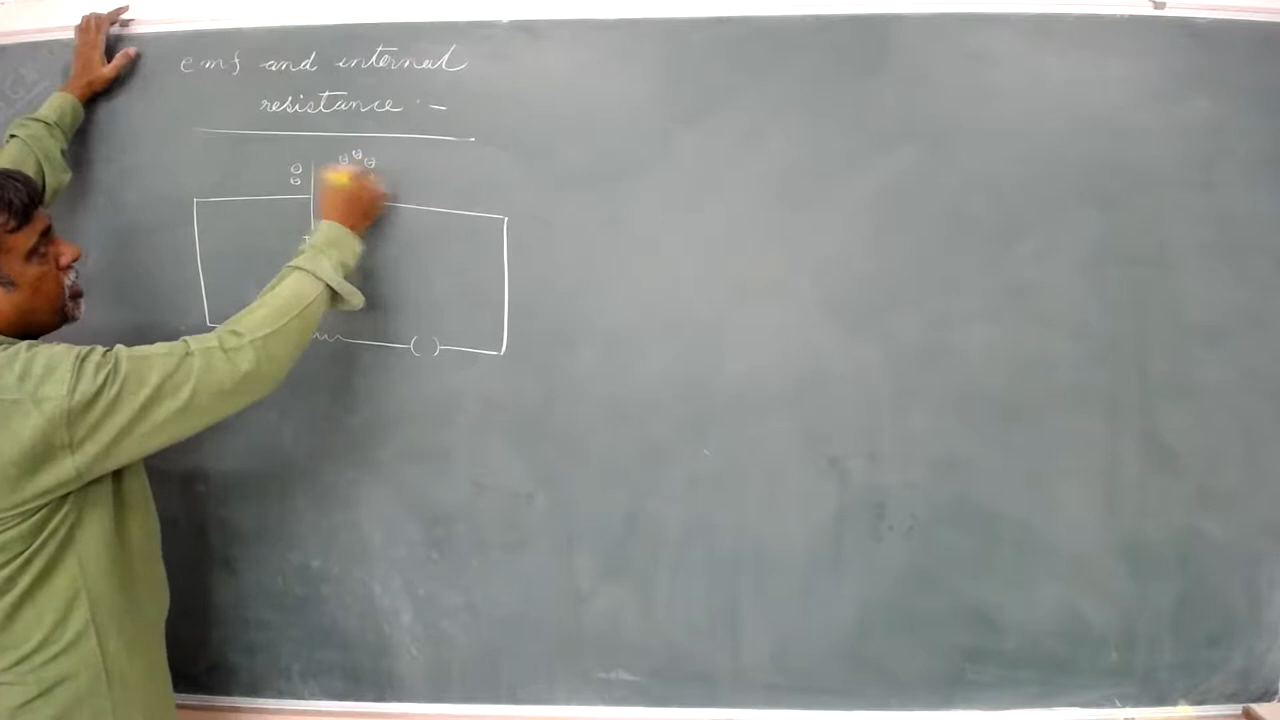 emf and internal
resistance :-